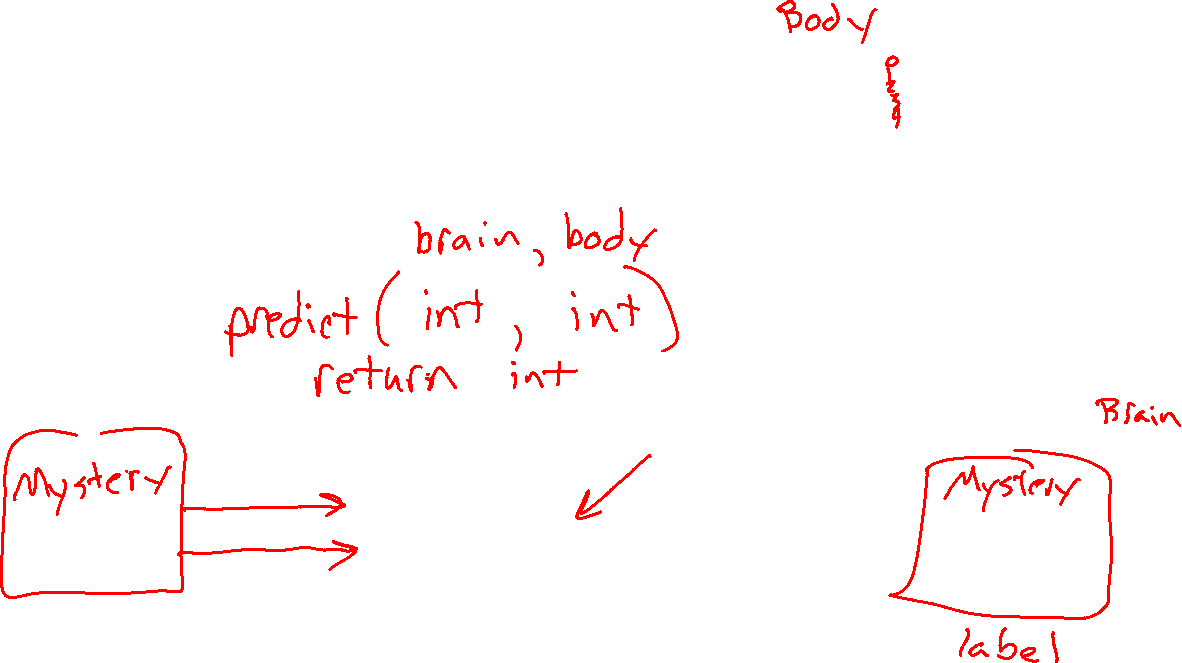 Body
brain, body
predict ( int , int )
return int
Brain
Mystery
Mystery
label